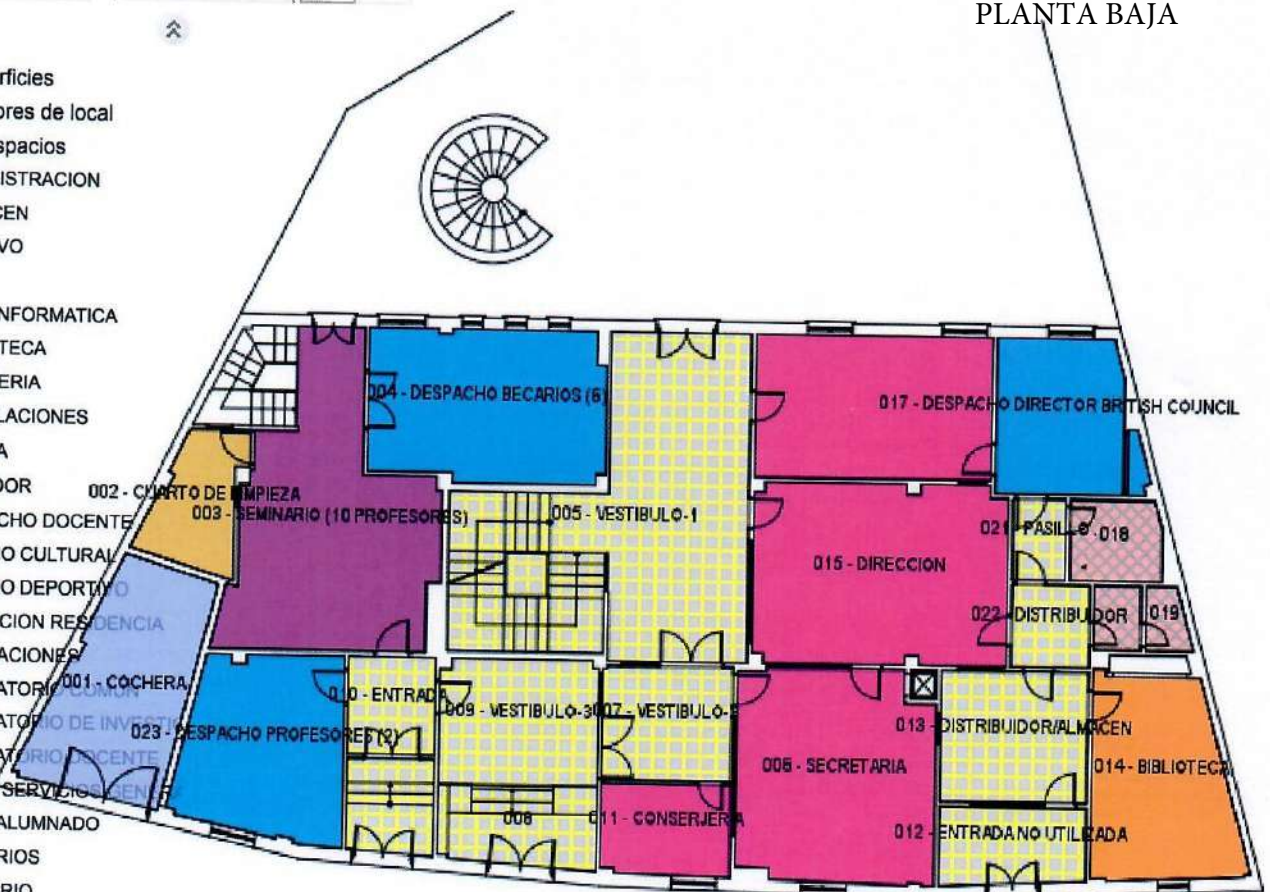 PLANTA BAJA
rficies
ores de local
spacios
ISTRACION
CEN
VO
NFORMATICA
TECA
ERIA
LACIONES
A
DOR
CHO DOCENTE
O CULTURAL
O DEPORTIVO
CION RESIDENCIA
ACIONES
ATORIO COMUN
ATORIO DE INVESTIG
ATORIO DOCENTE
SERVICIOS GENERA
ALUMNADO
RIOS
RIO
004 - DESPACHO BECARIOS (6)
017 - DESPACHO DIRECTOR BRITISH COUNCIL
002 - CUARTO DE LIMPIEZA
003 - SEMINARIO (10 PROFESORES)
005 - VESTIBULO-1
021 - PASILLO
018
015 - DIRECCION
022 - DISTRIBUIDOR
019
001 - COCHERA
010 - ENTRADA
009 - VESTIBULO-3
007 - VESTIBULO-2
013 - DISTRIBUIDOR/ALMACEN
023 - DESPACHO PROFESORES (2)
006 - SECRETARIA
014 - BIBLIOTECA
008
011 - CONSERJERIA
012 - ENTRADA NO UTILIZADA